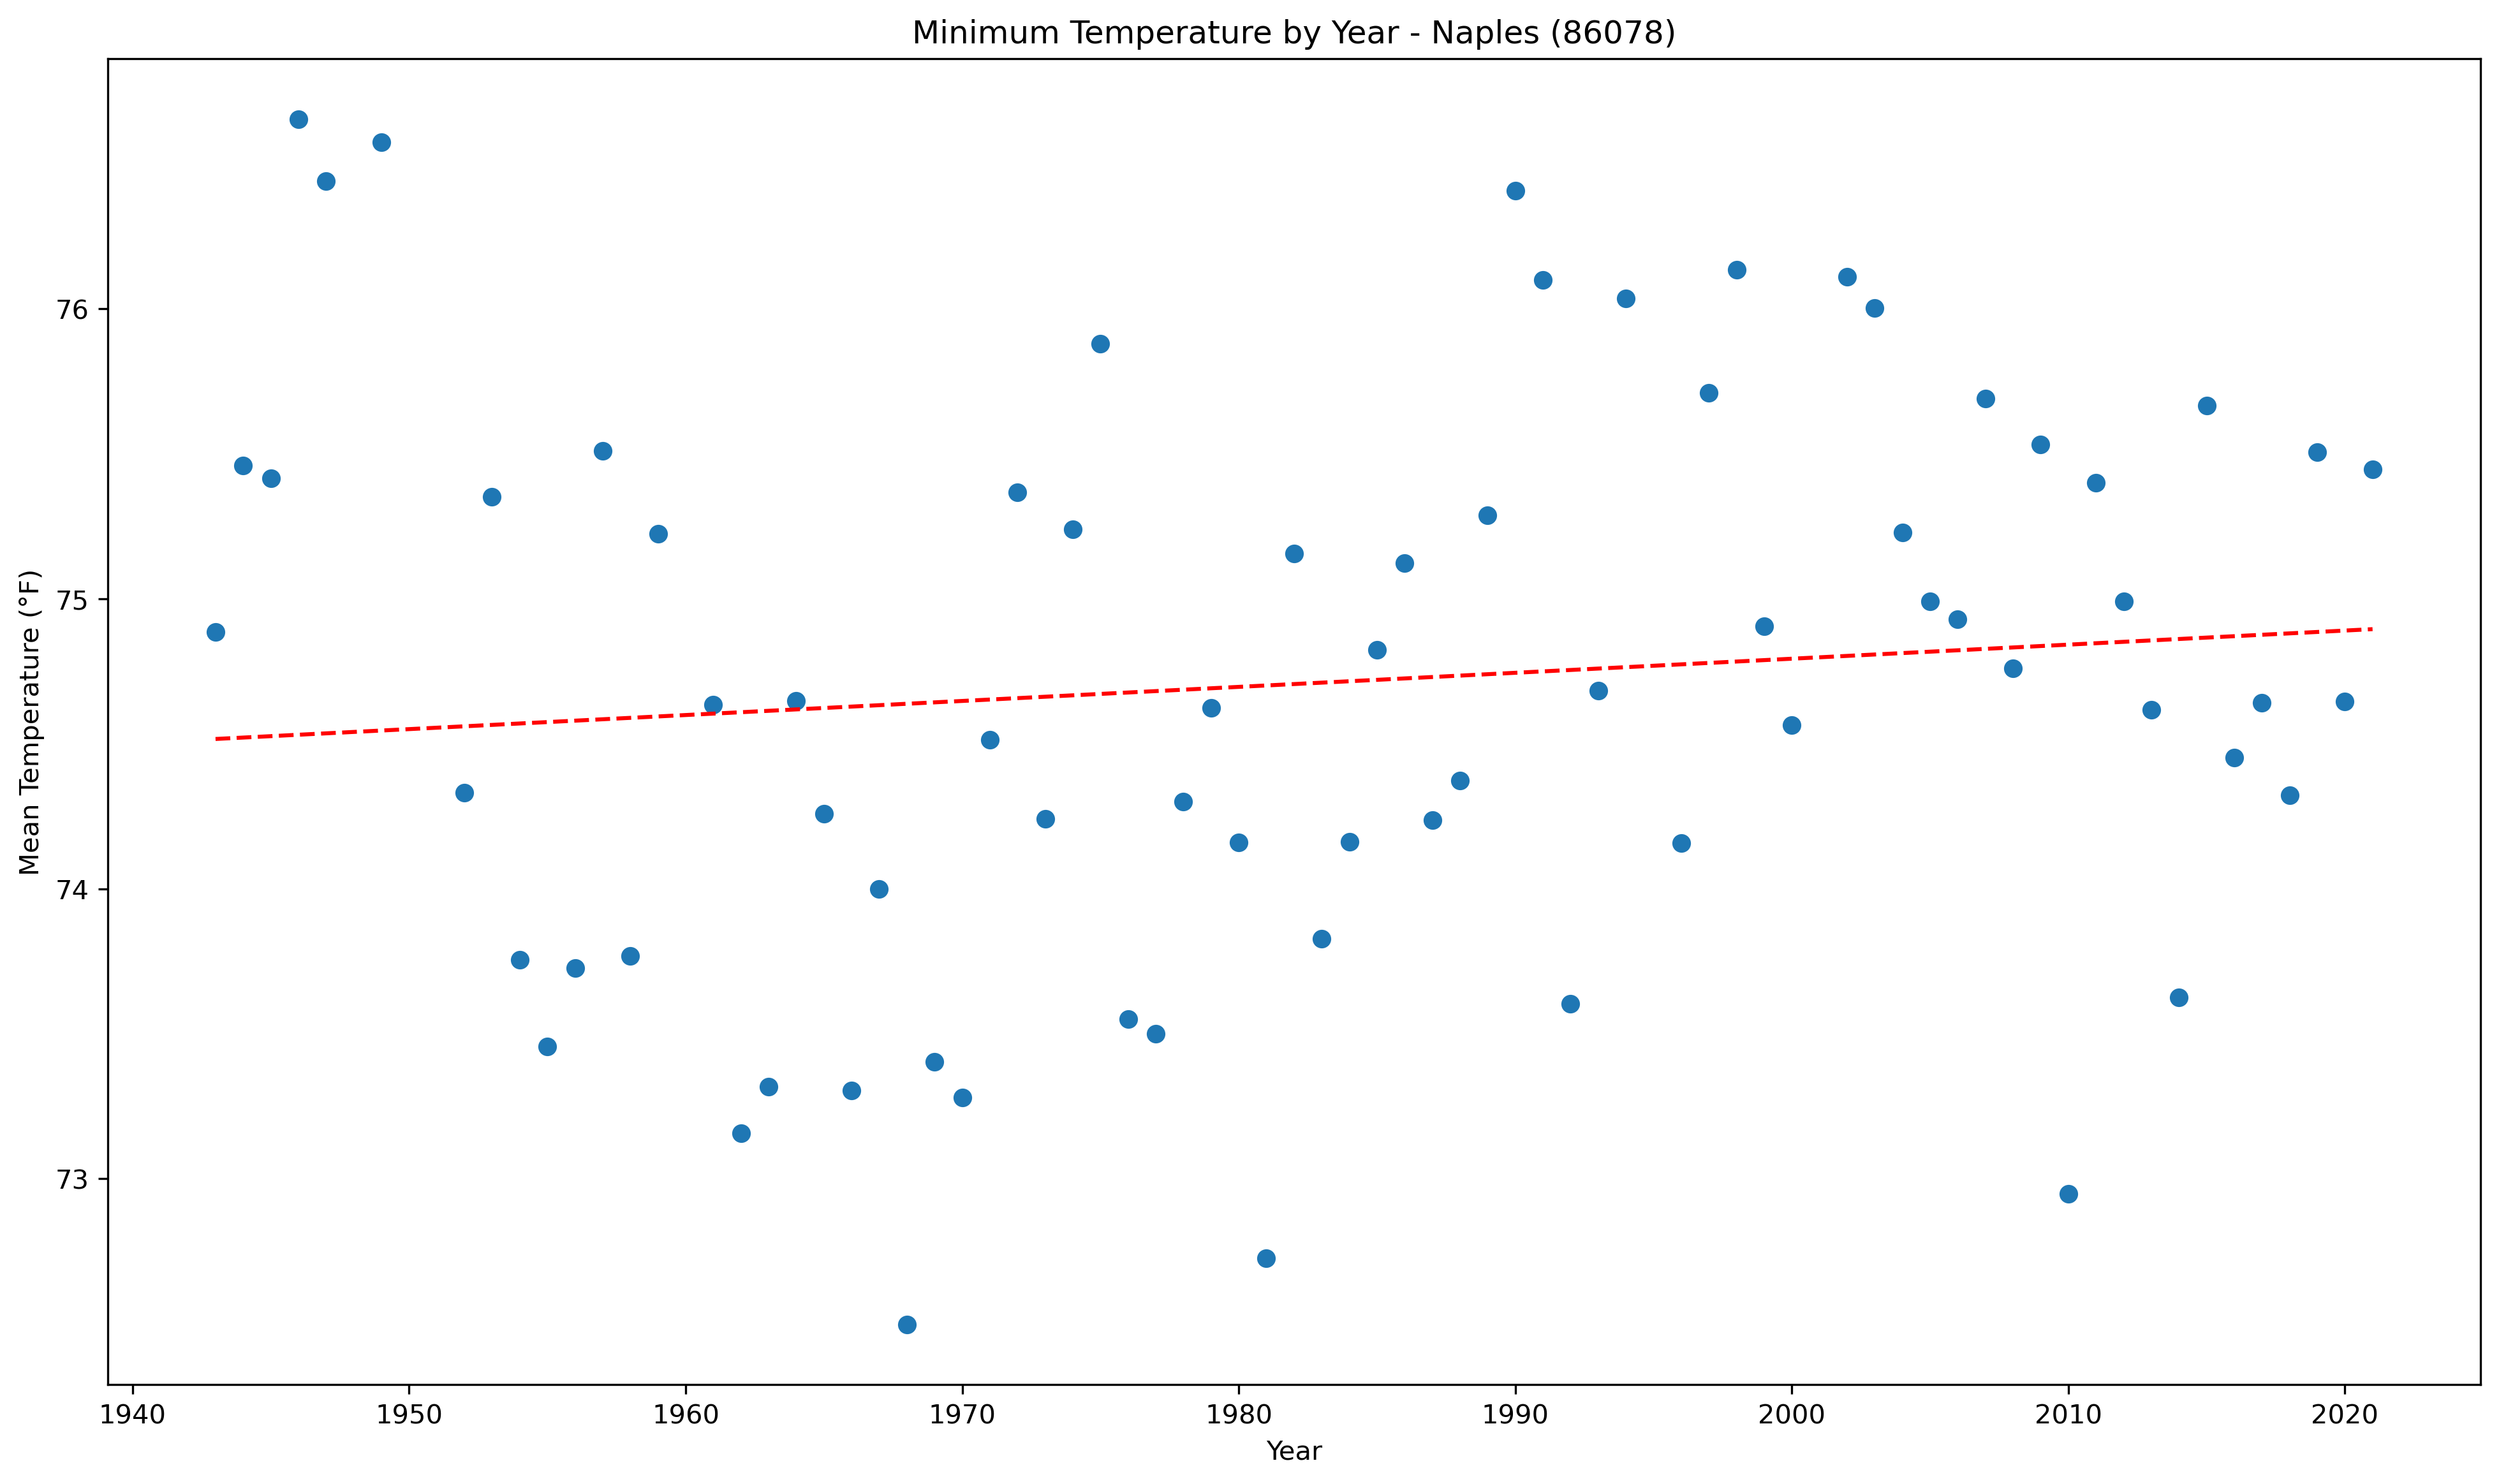 Minimum Temperature by Year - Naples (86078)
Mean Temperature (°F)
76
75
74
73
1940 1950 1960 1970 1980 1990 2000 2010 2020
Year